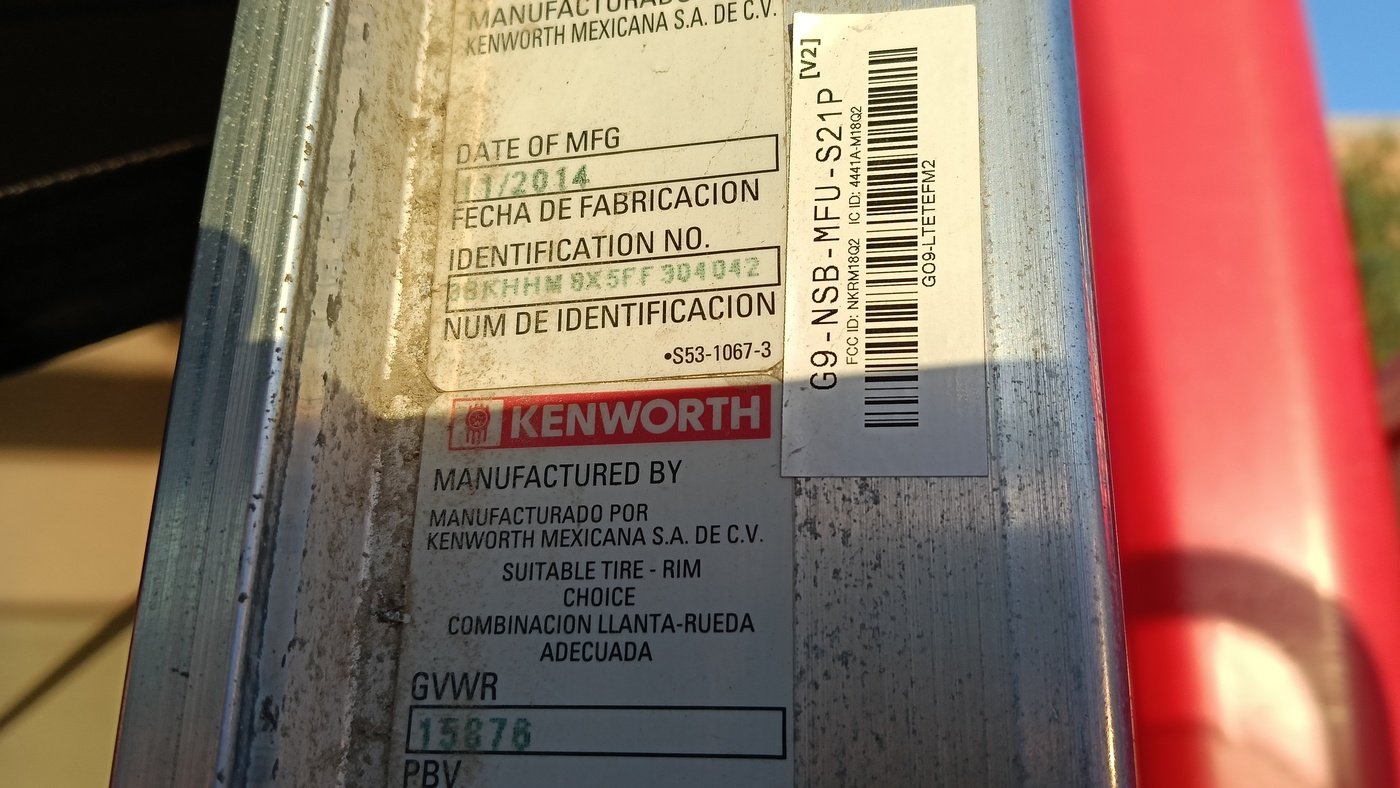 MANUFACTURADO
KENWORTH MEXICANA S.A. DE C.V.
DATE OF MFG
11/2014
FECHA DE FABRICACION
IDENTIFICATION NO.
NUM DE IDENTIFICACION
•S53-1067-3
KENWORTH
MANUFACTURED BY
MANUFACTURADO POR
KENWORTH MEXICANA S.A. DE C.V.
SUITABLE TIRE - RIM
CHOICE
COMBINACION LLANTA-RUEDA
ADECUADA
GVWR
15876
PBV
G9-NSB-MFU-S21P [V2]
FCC ID: NKRM18Q2 IC ID: 4441A-M18Q2
GO9-LTETEFM2